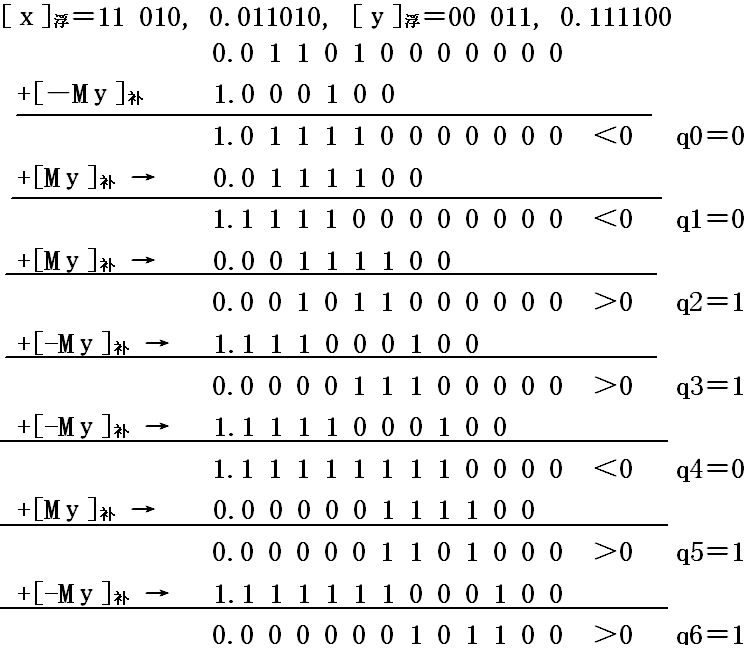 [x]浮=11 010, 0.011010, [y]浮=00 011, 0.111100
0.0 1 1 0 1 0 0 0 0 0 0 0
+[—My]补 1.0 0 0 1 0 0
1.0 1 1 1 1 0 0 0 0 0 0 0 <0 q0=0
+[My]补 → 0.0 1 1 1 1 0 0
1.1 1 1 1 0 0 0 0 0 0 0 0 <0 q1=0
+[My]补 → 0.0 0 1 1 1 1 0 0
0.0 0 1 0 1 1 0 0 0 0 0 0 >0 q2=1
+[-My]补 → 1.1 1 1 0 0 0 1 0 0
0.0 0 0 0 1 1 1 0 0 0 0 0 >0 q3=1
+[-My]补 → 1.1 1 1 1 0 0 0 1 0 0
1.1 1 1 1 1 1 1 1 0 0 0 0 <0 q4=0
+[My]补 → 0.0 0 0 0 0 1 1 1 1 0 0
0.0 0 0 0 0 1 1 0 1 0 0 0 >0 q5=1
+[-My]补 → 1.1 1 1 1 1 1 0 0 0 1 0 0
0.0 0 0 0 0 0 1 0 1 1 0 0 >0 q6=1